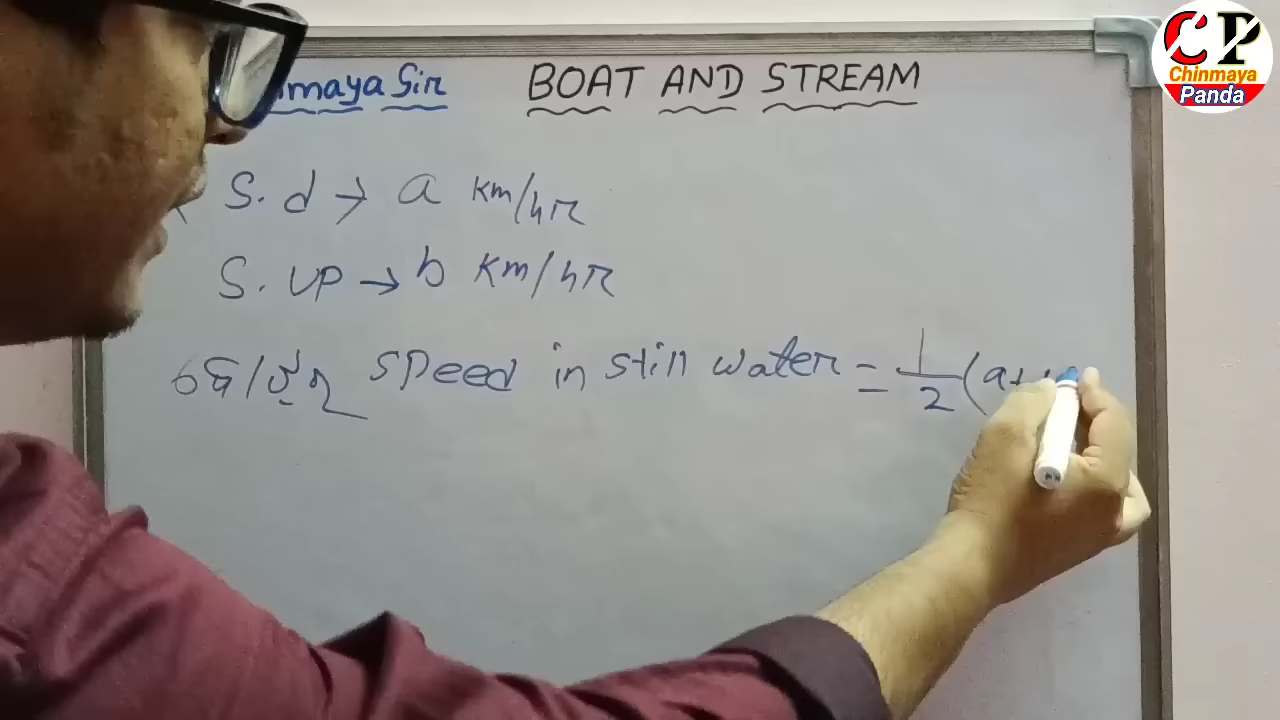 maya Sir BOAT AND STREAM
CP
Chinmaya
Panda
S. d → a km/hr
S. UP → b km/hr
speed in still water = 1/2 (a+